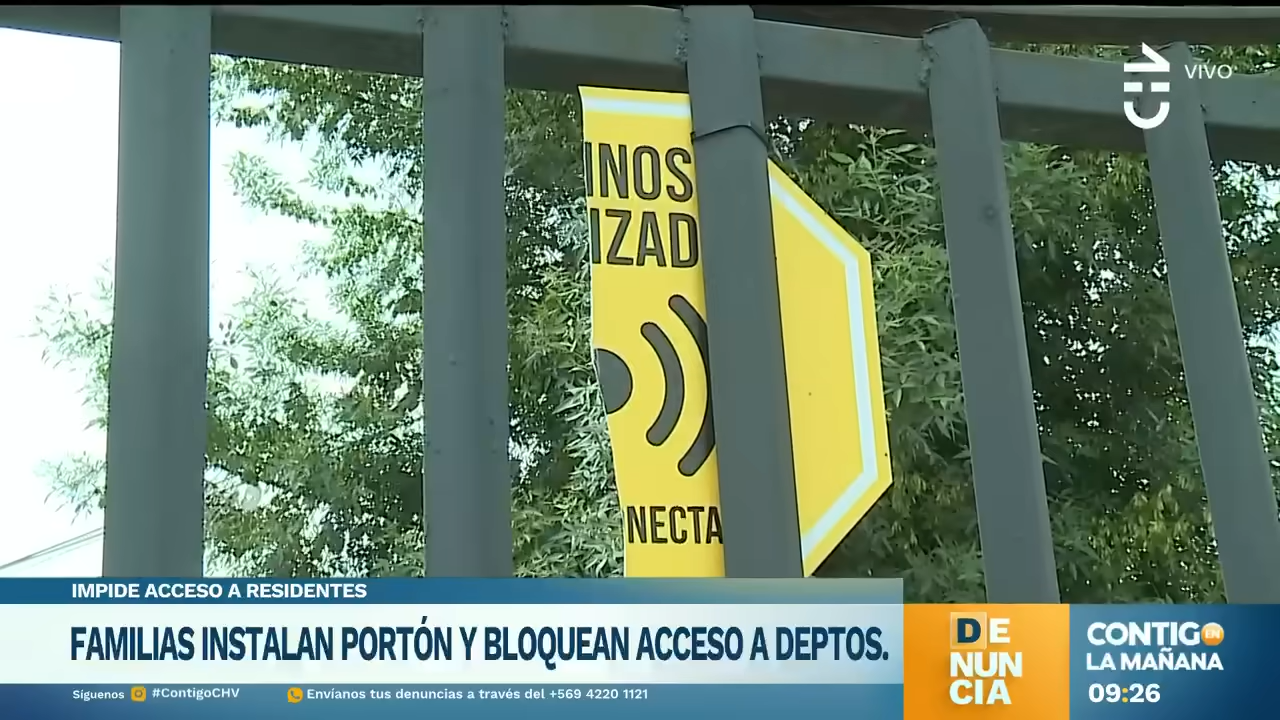 CHV VIVO
INOS
IZAD
NECTA
IMPIDE ACCESO A RESIDENTES
FAMILIAS INSTALAN PORTÓN Y BLOQUEAN ACCESO A DEPTOS.
Síguenos #ContigoCHV Envíanos tus denuncias a través del +569 4220 1121
DE
NUN
CIA
CONTIGO EN
LA MAÑANA
09:26